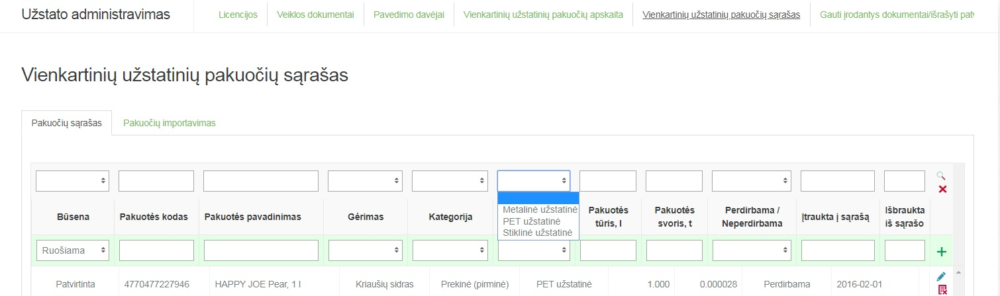 Užstato administravimas
Licencijos
Veiklos dokumentai
Pavedimo davėjai
Vienkartinių užstatinių pakuočių apskaita
Vienkartinių užstatinių pakuočių sąrašas
Gauti įrodantys dokumentai/išrašyti patv
Vienkartinių užstatinių pakuočių sąrašas
Pakuočių sąrašas
Pakuočių importavimas
Būsena
Pakuotės kodas
Pakuotės pavadinimas
Gėrimas
Kategorija
Metalinė užstatinė
PET užstatinė
Stiklinė užstatinė
Pakuotės
tūris, l
Pakuotės
svoris, t
Perdirbama /
Neperdirbama
Įtraukta į sąrašą
Išbraukta
iš sąrašo
Ruošiama
Patvirtinta
4770477227946
HAPPY JOE Pear, 1 l
Kriaušių sidras
Prekinė (pirminė)
PET užstatinė
1.000
0.000028
Perdirbama
2016-02-01